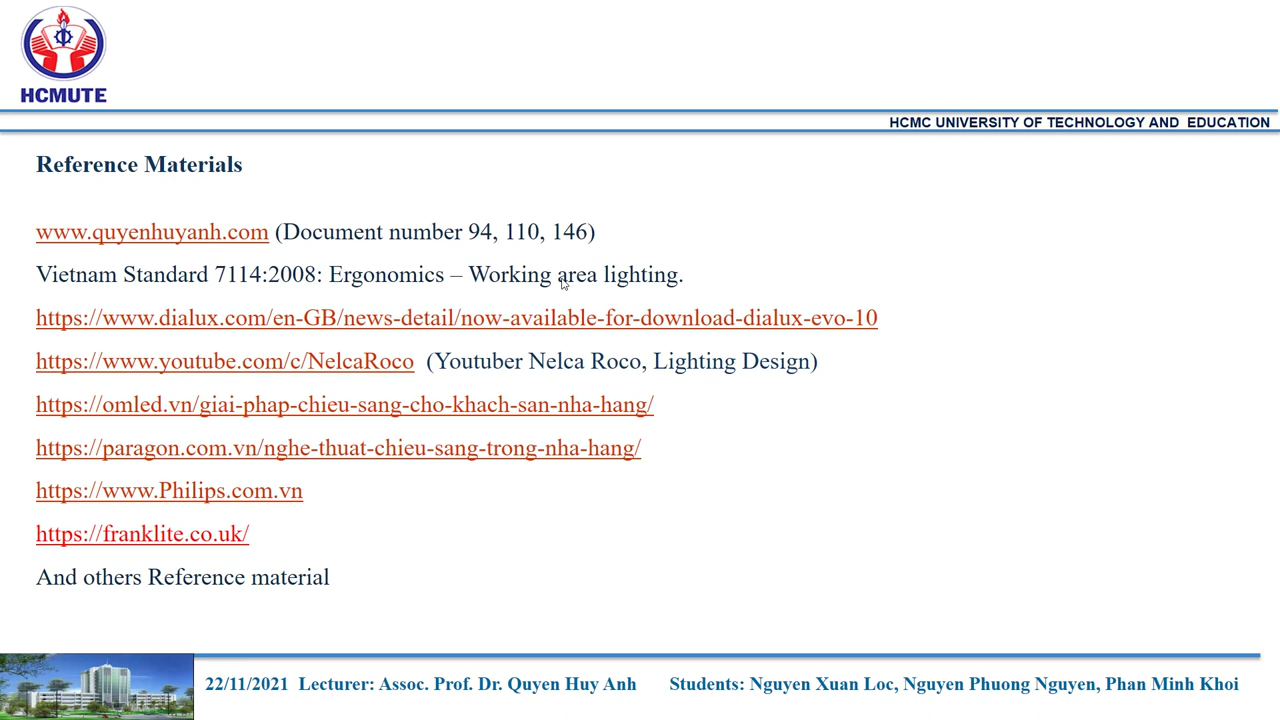 HCMUTE
HCMC UNIVERSITY OF TECHNOLOGY AND EDUCATION
Reference Materials
www.quyenhuyanh.com (Document number 94, 110, 146)
Vietnam Standard 7114:2008: Ergonomics – Working area lighting.
https://www.dialux.com/en-GB/news-detail/now-available-for-download-dialux-evo-10
https://www.youtube.com/c/NelcaRoco (Youtuber Nelca Roco, Lighting Design)
https://omled.vn/giai-phap-chieu-sang-cho-khach-san-nha-hang/
https://paragon.com.vn/nghe-thuat-chieu-sang-trong-nha-hang/
https://www.Philips.com.vn
https://franklite.co.uk/
And others Reference material
22/11/2021 Lecturer: Assoc. Prof. Dr. Quyen Huy Anh Students: Nguyen Xuan Loc, Nguyen Phuong Nguyen, Phan Minh Khoi